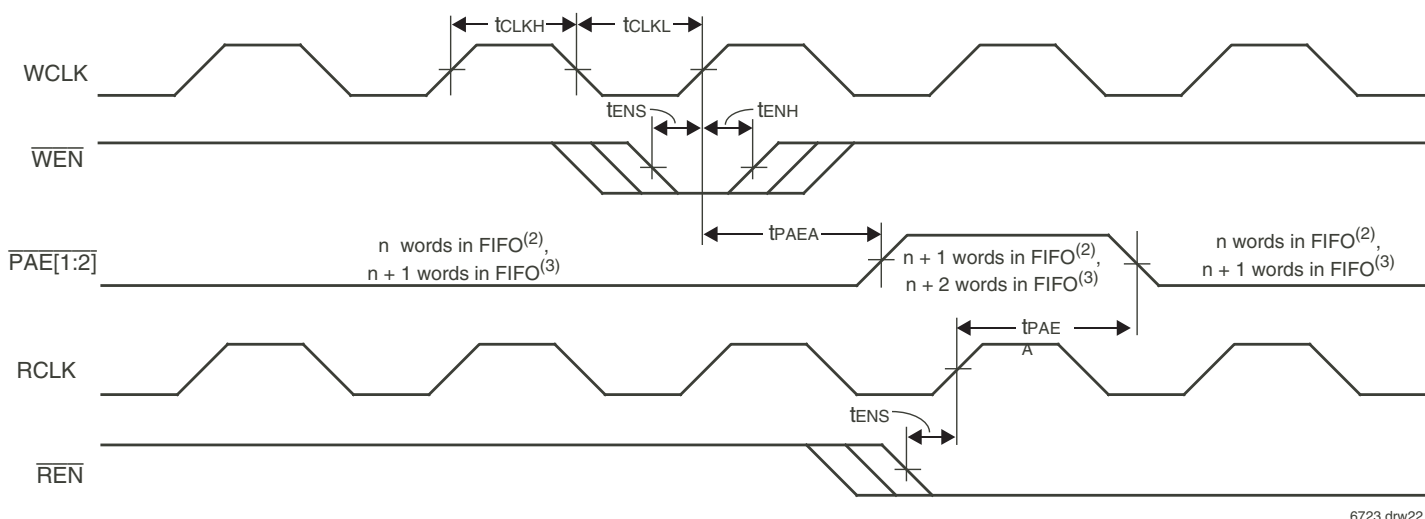 tCLKH
tCLKL
WCLK
tENS
tENH
WEN
tPAEA
PAE[1:2]
n words in FIFO(2),
n + 1 words in FIFO(3)
n + 1 words in FIFO(2),
n + 2 words in FIFO(3)
n words in FIFO(2),
n + 1 words in FIFO(3)
tPAE
A
RCLK
tENS
REN
6723 drw22